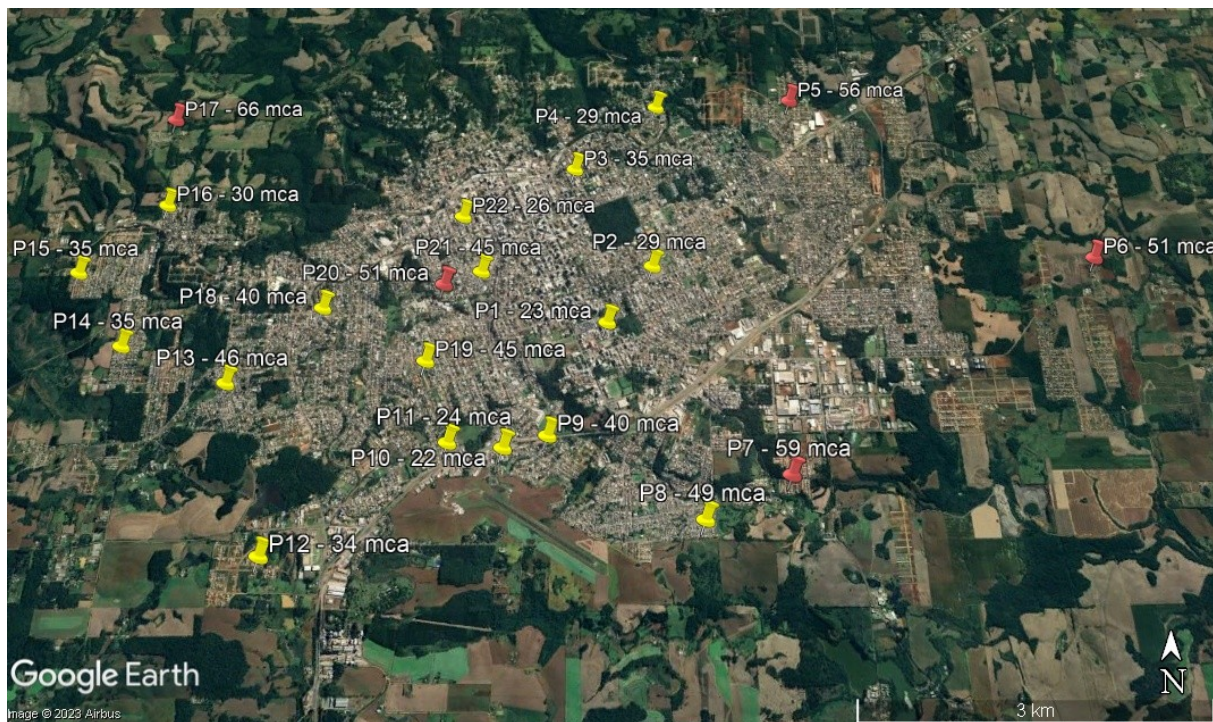 P5 - 56 mca
P17 - 66 mca
P4 - 29 mca
P3 - 35 mca
P16 - 30 mca
P22 - 26 mca
P2 - 29 mca
P15 - 35 mca
P21 - 45 mca
P6 - 51 mca
P20 - 51 mca
P18 - 40 mca
P1 - 23 mca
P14 - 35 mca
P19 - 45 mca
P13 - 46 mca
P11 - 24 mca
P9 - 40 mca
P10 - 22 mca
P7 - 59 mca
P8 - 49 mca
P12 - 34 mca
Google Earth
N
Image © 2023 Airbus
3 km